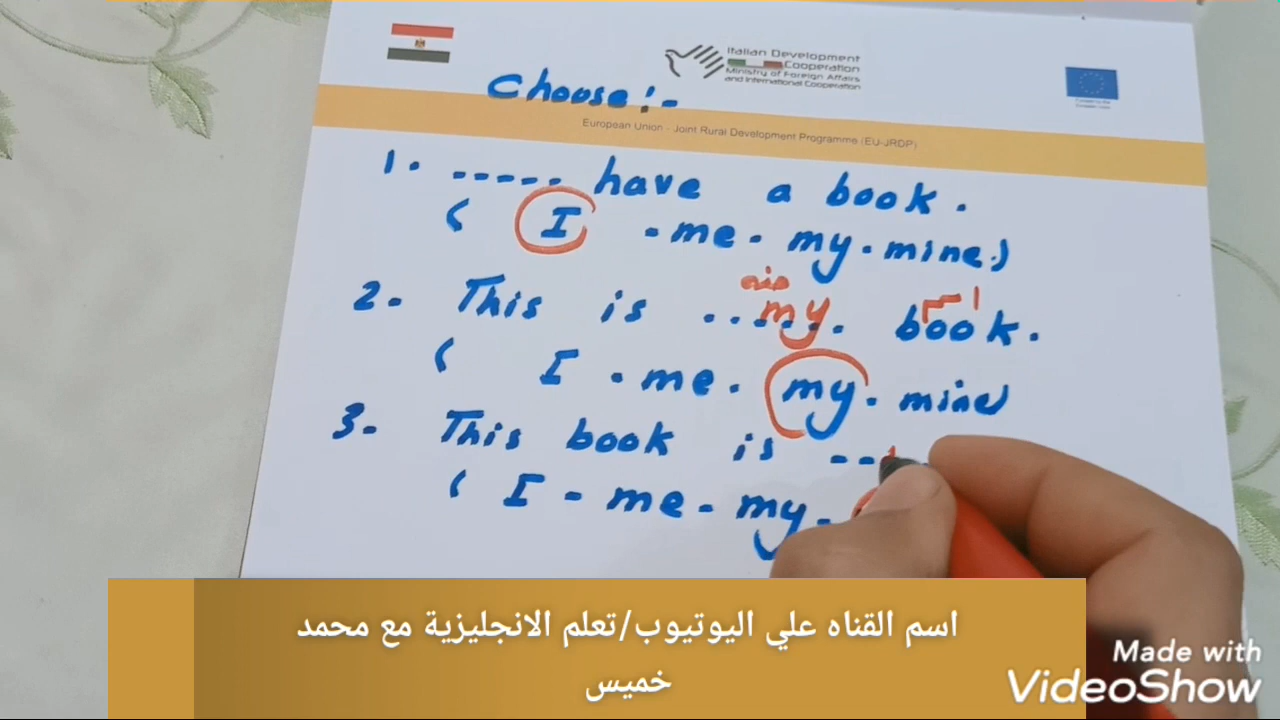 Italian Development
Cooperation
Ministry of Foreign Affairs
and International Cooperation
Choose:-
European Union - Joint Rural Development Programme (EU-JRDP)
1. ----- have a book.
( I - me - my - mine)
2. This is ...my... book.
( I - me - my - mine
3. This book is ---
( I - me - my -
اسم القناه علي اليوتيوب/تعلم الانجليزية مع محمد
خميس
Made with
VideoShow